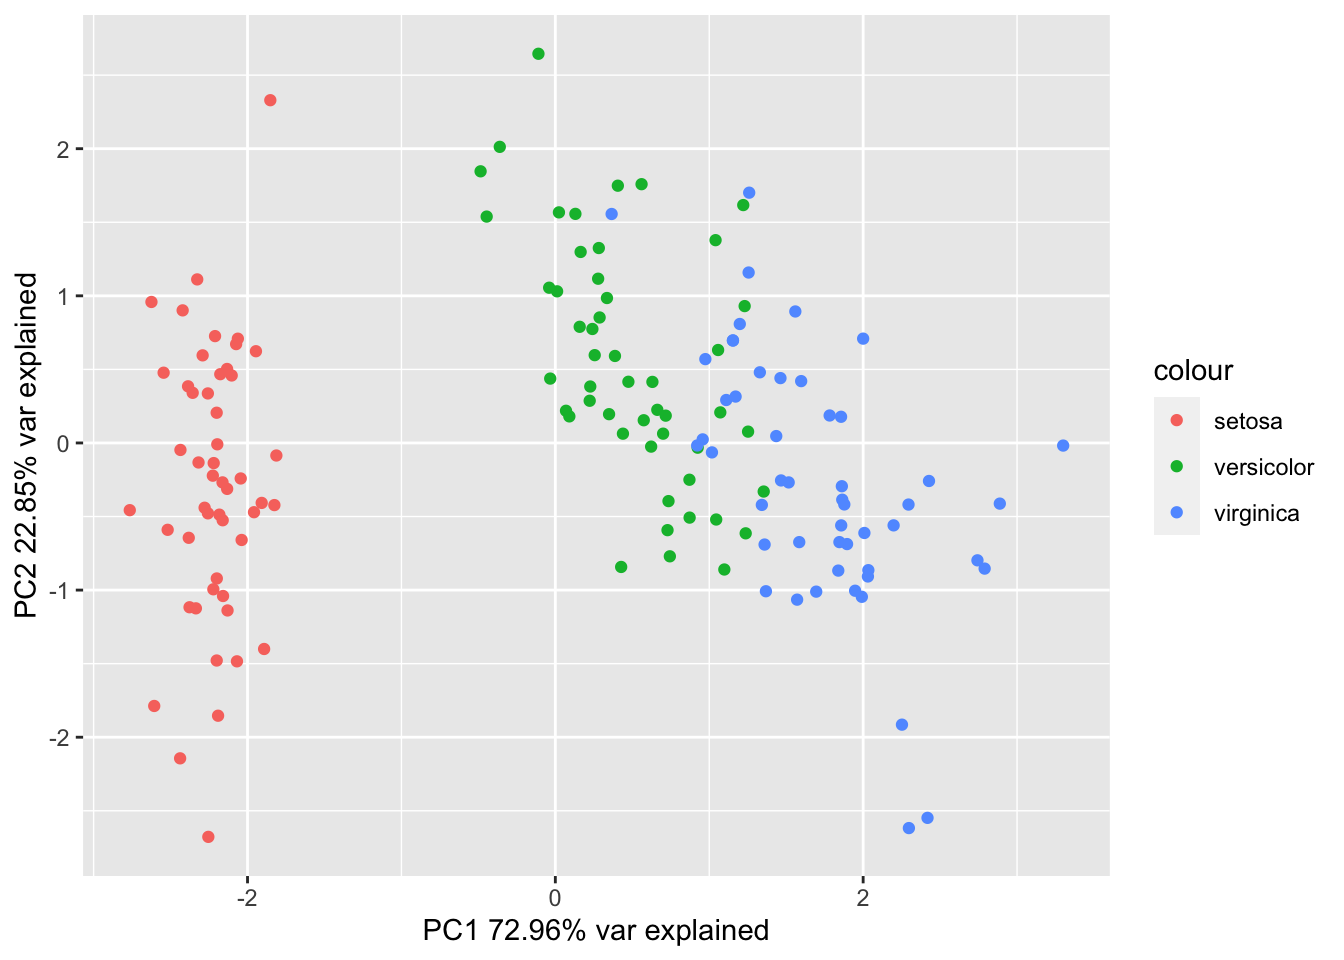 PC2 22.85% var explained
2
1
0
-1
-2
-2
0
2
PC1 72.96% var explained
colour
setosa
versicolor
virginica